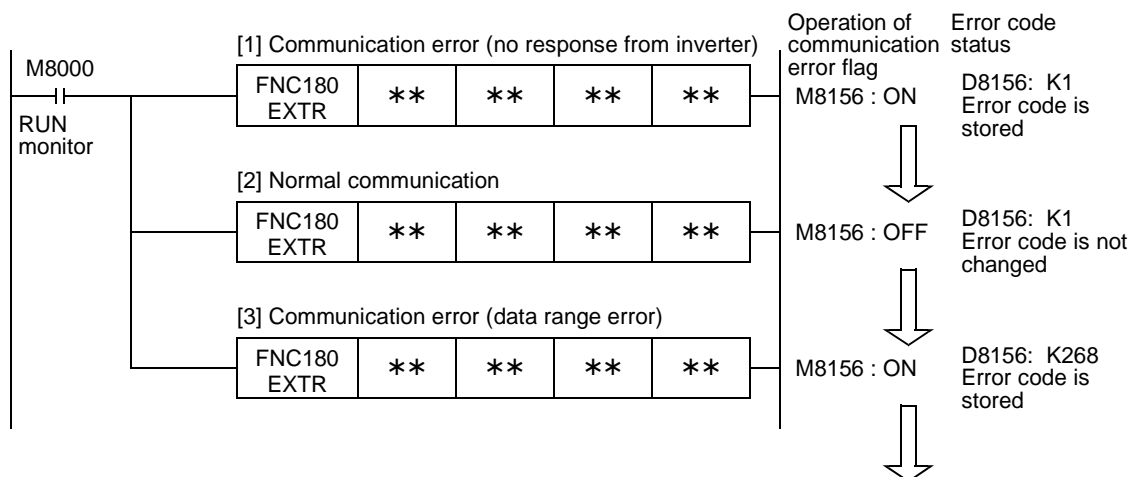 Operation of communication error flag
Error code status
[1] Communication error (no response from inverter)
M8000
RUN monitor
FNC180 EXTR ** ** ** **
M8156 : ON
D8156: K1
Error code is stored
[2] Normal communication
FNC180 EXTR ** ** ** **
M8156 : OFF
D8156: K1
Error code is not changed
[3] Communication error (data range error)
FNC180 EXTR ** ** ** **
M8156 : ON
D8156: K268
Error code is stored